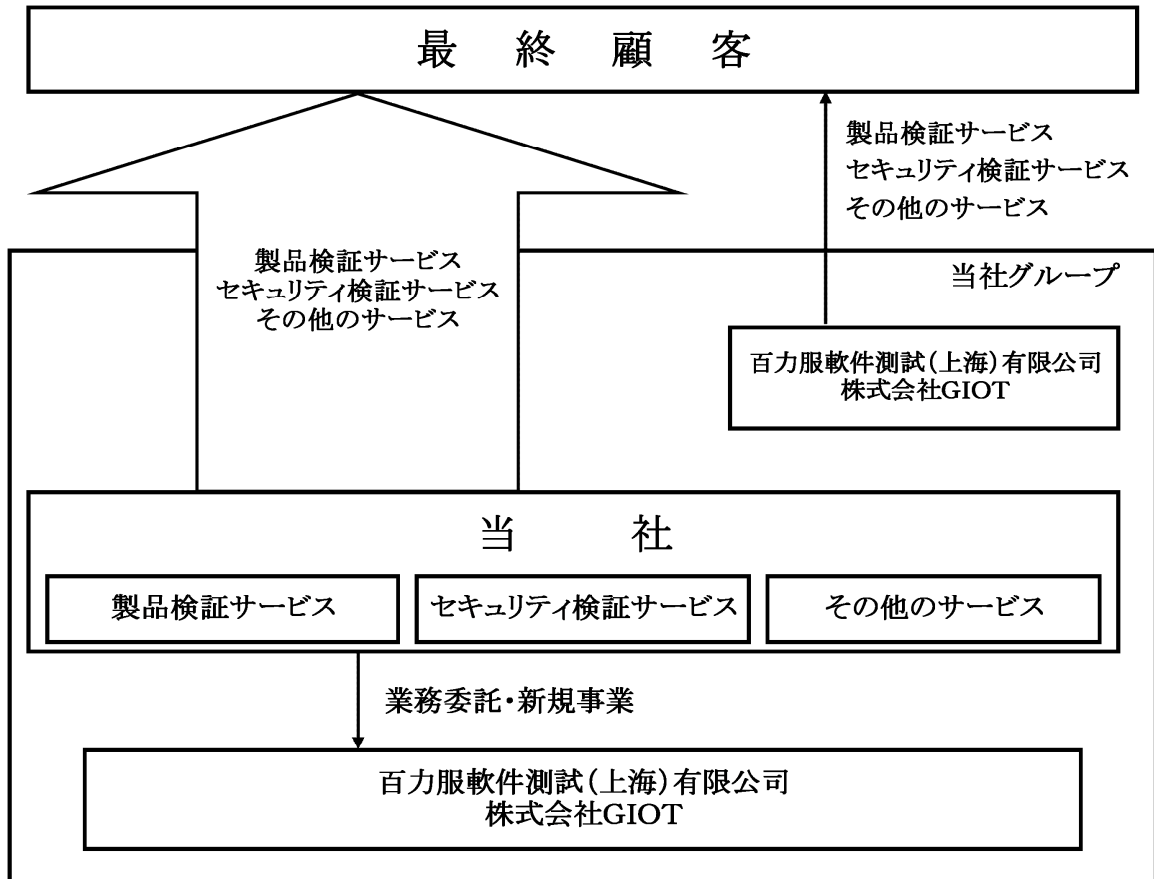 最終顧客
製品検証サービス
セキュリティ検証サービス
その他のサービス
製品検証サービス
セキュリティ検証サービス
その他のサービス
当社グループ
百力服軟件測試(上海)有限公司
株式会社GIOT
当社
製品検証サービス
セキュリティ検証サービス
その他のサービス
業務委託・新規事業
百力服軟件測試(上海)有限公司
株式会社GIOT